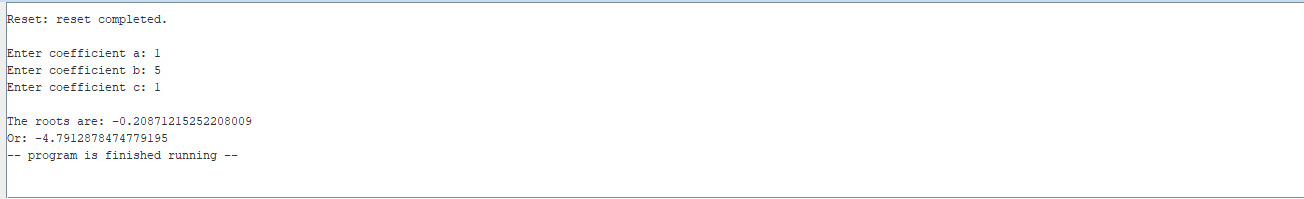 Reset: reset completed.
Enter coefficient a: 1
Enter coefficient b: 5
Enter coefficient c: 1
The roots are: -0.20871215252208009
Or: -4.7912878474779195
-- program is finished running --